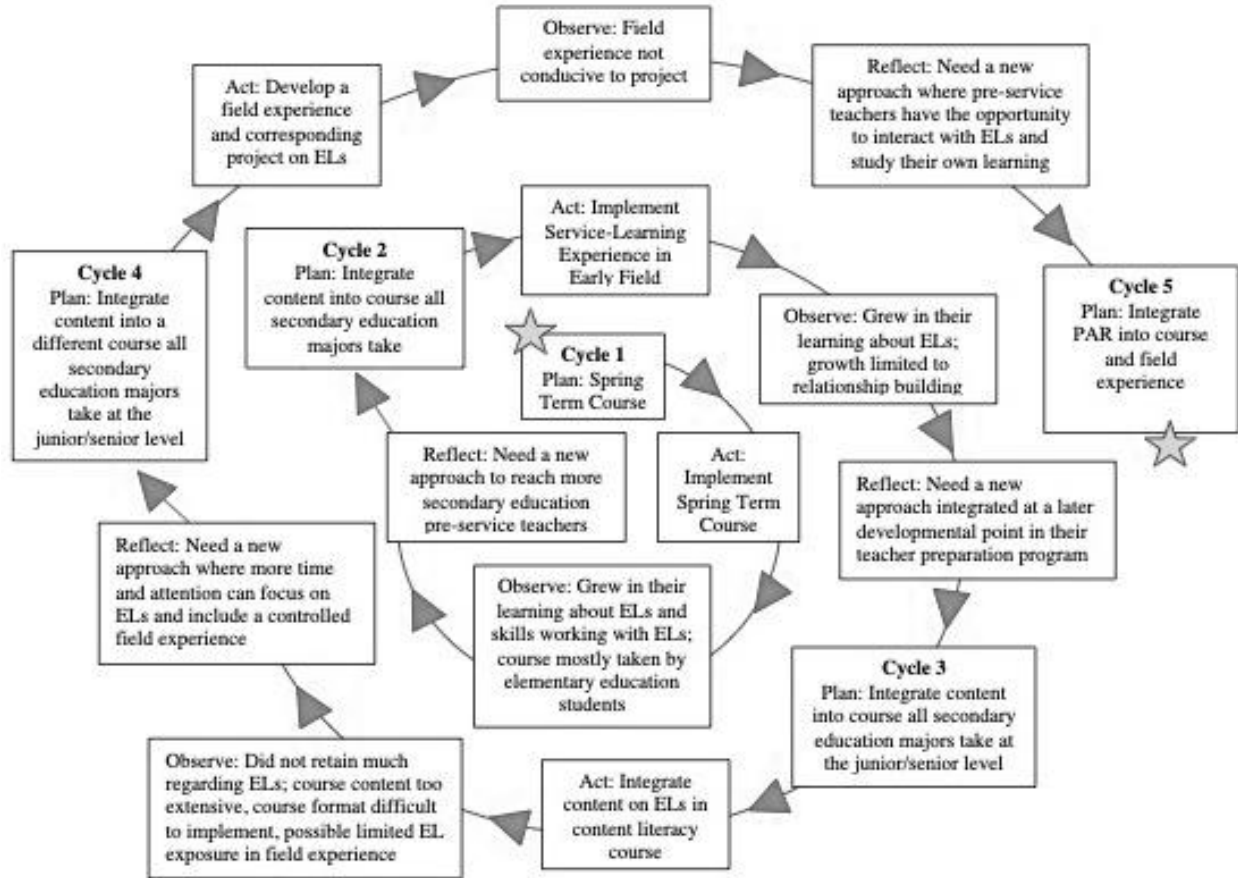 Observe: Field
experience not
conducive to project
Act: Develop a
field experience
and corresponding
project on ELs
Reflect: Need a new
approach where pre-service
teachers have the opportunity
to interact with ELs and
study their own learning
Cycle 1
Plan: Spring
Term Course
Act:
Implement
Spring Term
Course
Observe: Grew in their
learning about ELs and
skills working with ELs;
course mostly taken by
elementary education
students
Reflect: Need a new
approach to reach more
secondary education
pre-service teachers
Cycle 2
Plan: Integrate
content into course all
secondary education
majors take
Act: Implement
Service-Learning
Experience in
Early Field
Observe: Grew in their
learning about ELs;
growth limited to
relationship building
Reflect: Need a new
approach integrated at a later
developmental point in their
teacher preparation program
Cycle 3
Plan: Integrate content
into course all secondary
education majors take at
the junior/senior level
Act: Integrate
content on ELs in
content literacy
course
Observe: Did not retain much
regarding ELs; course content too
extensive, course format difficult
to implement, possible limited EL
exposure in field experience
Reflect: Need a new
approach where more time
and attention can focus on
ELs and include a controlled
field experience
Cycle 4
Plan: Integrate
content into a
different course all
secondary
education majors
take at the
junior/senior level
Cycle 5
Plan: Integrate
PAR into course
and field
experience